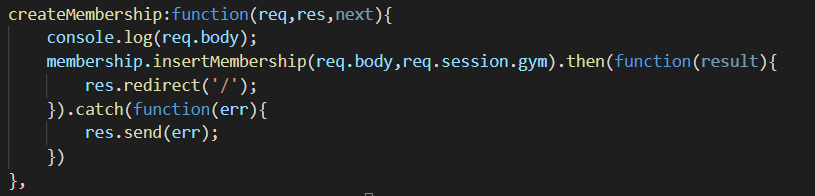 createMembership:function(req,res,next){
    console.log(req.body);
    membership.insertMembership(req.body,req.session.gym).then(function(result){
        res.redirect('/');
    }).catch(function(err){
        res.send(err);
    })
},